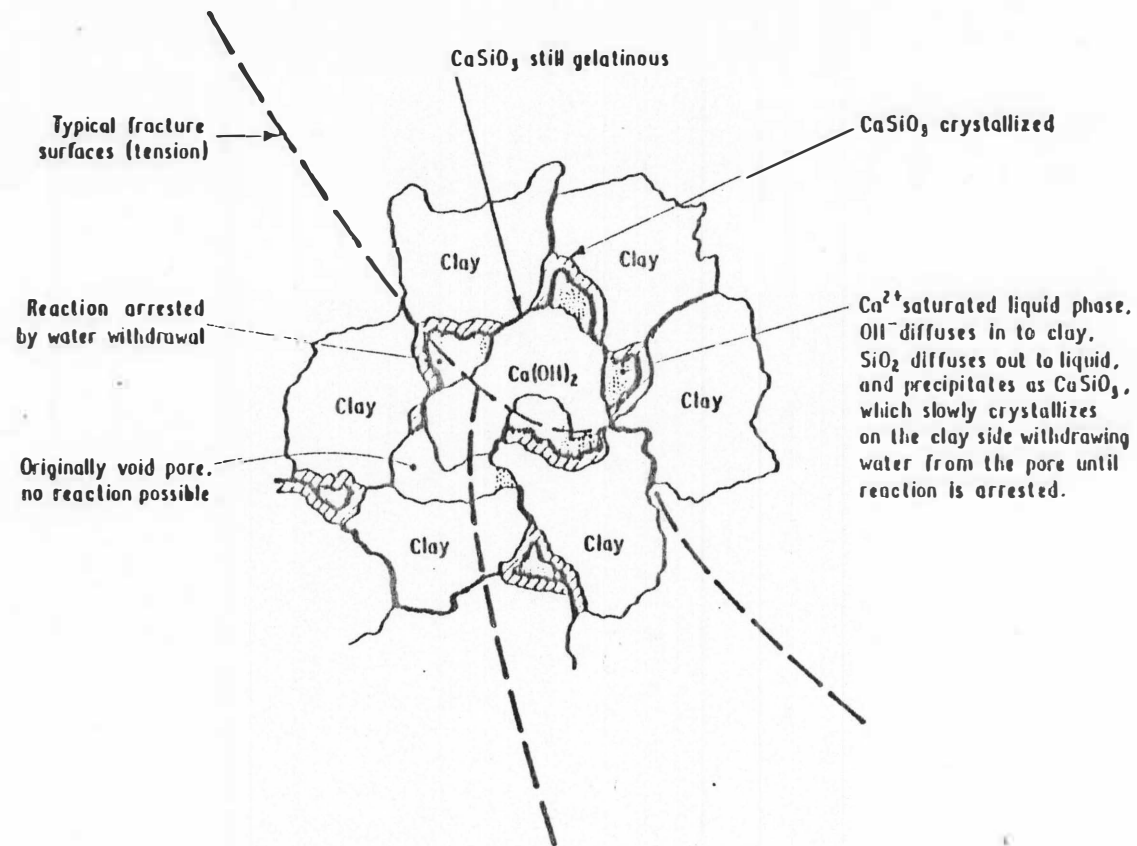 CaSiO₃ still gelatinous
Typical fracture
surfaces (tension)
CaSiO₃ crystallized
Clay
Clay
Reaction arrested
by water withdrawal
Ca²⁺ saturated liquid phase.
OH⁻ diffuses in to clay,
SiO₂ diffuses out to liquid,
and precipitates as CaSiO₃,
which slowly crystallizes
on the clay side withdrawing
water from the pore until
reaction is arrested.
Ca(OH)₂
Clay
Clay
Originally void pore,
no reaction possible
Clay
Clay